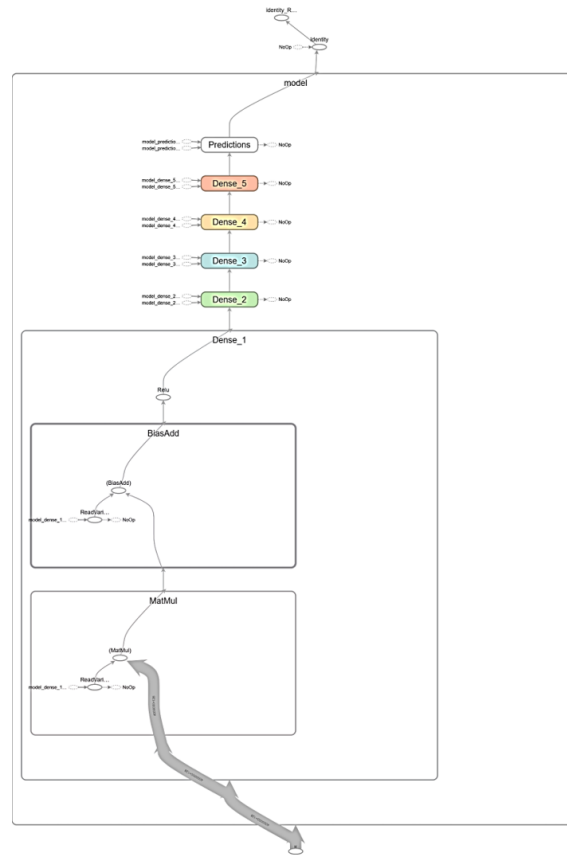 Identity_R...
Identity
NoOp
model
model_predictio...
model_predictio...
Predictions
NoOp
model_dense_5...
model_dense_5...
Dense_5
NoOp
model_dense_4...
model_dense_4...
Dense_4
NoOp
model_dense_3...
model_dense_3...
Dense_3
NoOp
model_dense_2...
model_dense_2...
Dense_2
NoOp
Dense_1
Relu
BiasAdd
(BiasAdd)
ReadVari...
model_dense_1...
NoOp
MatMul
(MatMul)
ReadVari...
model_dense_1...
NoOp